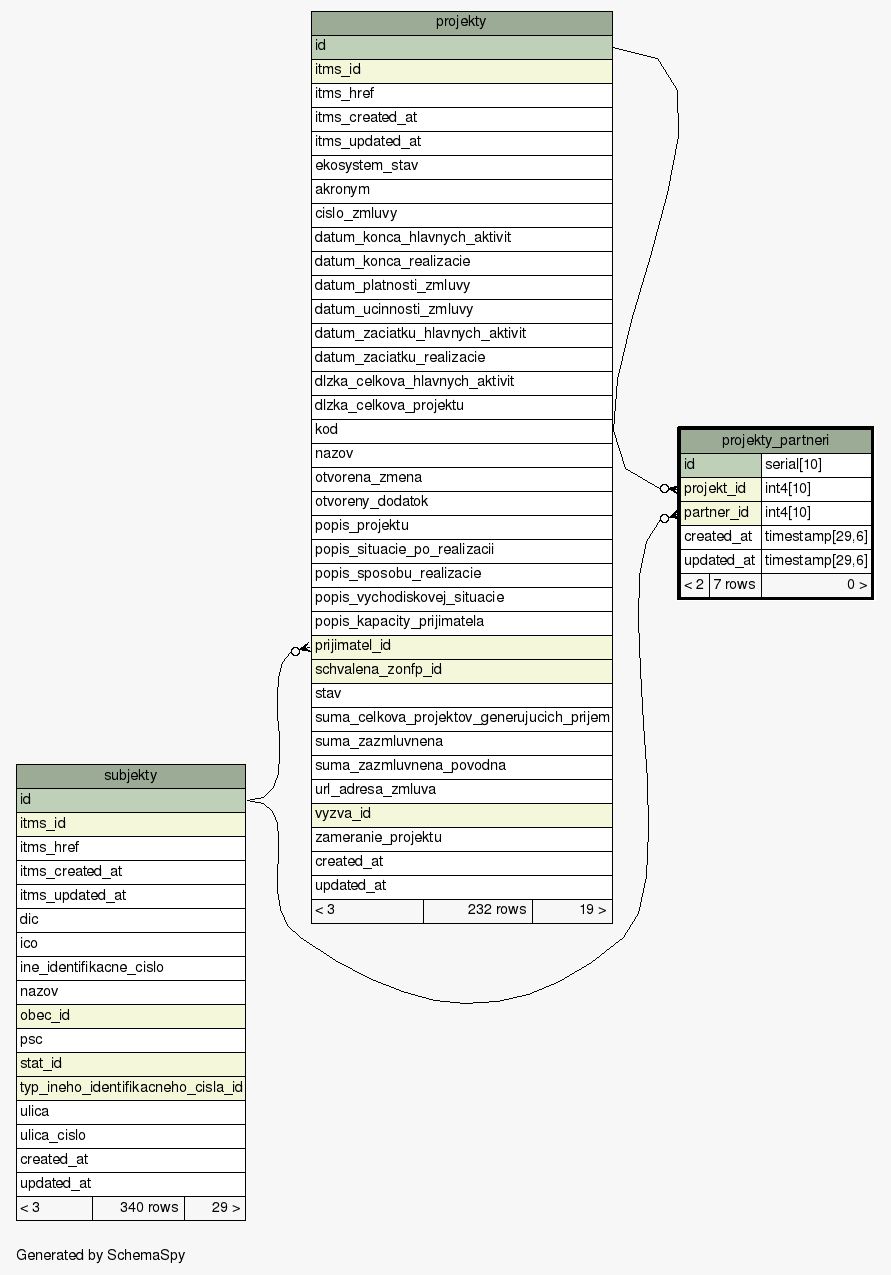 projekty
id
itms_id
itms_href
itms_created_at
itms_updated_at
ekosystem_stav
akronym
cislo_zmluvy
datum_konca_hlavnych_aktivit
datum_konca_realizacie
datum_platnosti_zmluvy
datum_ucinnosti_zmluvy
datum_zaciatku_hlavnych_aktivit
datum_zaciatku_realizacie
dlzka_celkova_hlavnych_aktivit
dlzka_celkova_projektu
kod
nazov
otvorena_zmena
otvoreny_dodatok
popis_projektu
popis_situacie_po_realizacii
popis_sposobu_realizacie
popis_vychodiskovej_situacie
popis_kapacity_prijimatela
prijimatel_id
schvalena_zonfp_id
stav
suma_celkova_projektov_generujucich_prijem
suma_zazmluvnena
suma_zazmluvnena_povodna
url_adresa_zmluva
vyzva_id
zameranie_projektu
created_at
updated_at
< 3 232 rows 19 >
projekty_partneri
id serial[10]
projekt_id int4[10]
partner_id int4[10]
created_at timestamp[29,6]
updated_at timestamp[29,6]
< 2 7 rows 0 >
subjekty
id
itms_id
itms_href
itms_created_at
itms_updated_at
dic
ico
ine_identifikacne_cislo
nazov
obec_id
psc
stat_id
typ_ineho_identifikacneho_cisla_id
ulica
ulica_cislo
created_at
updated_at
< 3 340 rows 29 >
Generated by SchemaSpy